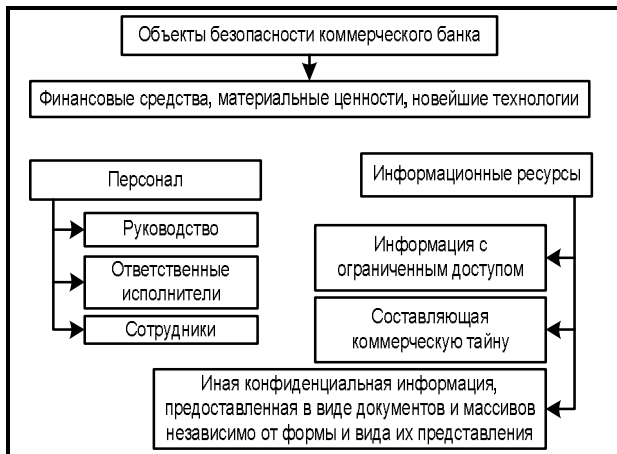 Объекты безопасности коммерческого банка
Финансовые средства, материальные ценности, новейшие технологии
Персонал
Руководство
Ответственные
исполнители
Сотрудники
Информационные ресурсы
Информация с
ограниченным доступом
Составляющая
коммерческую тайну
Иная конфиденциальная информация,
предоставленная в виде документов и массивов
независимо от формы и вида их представления